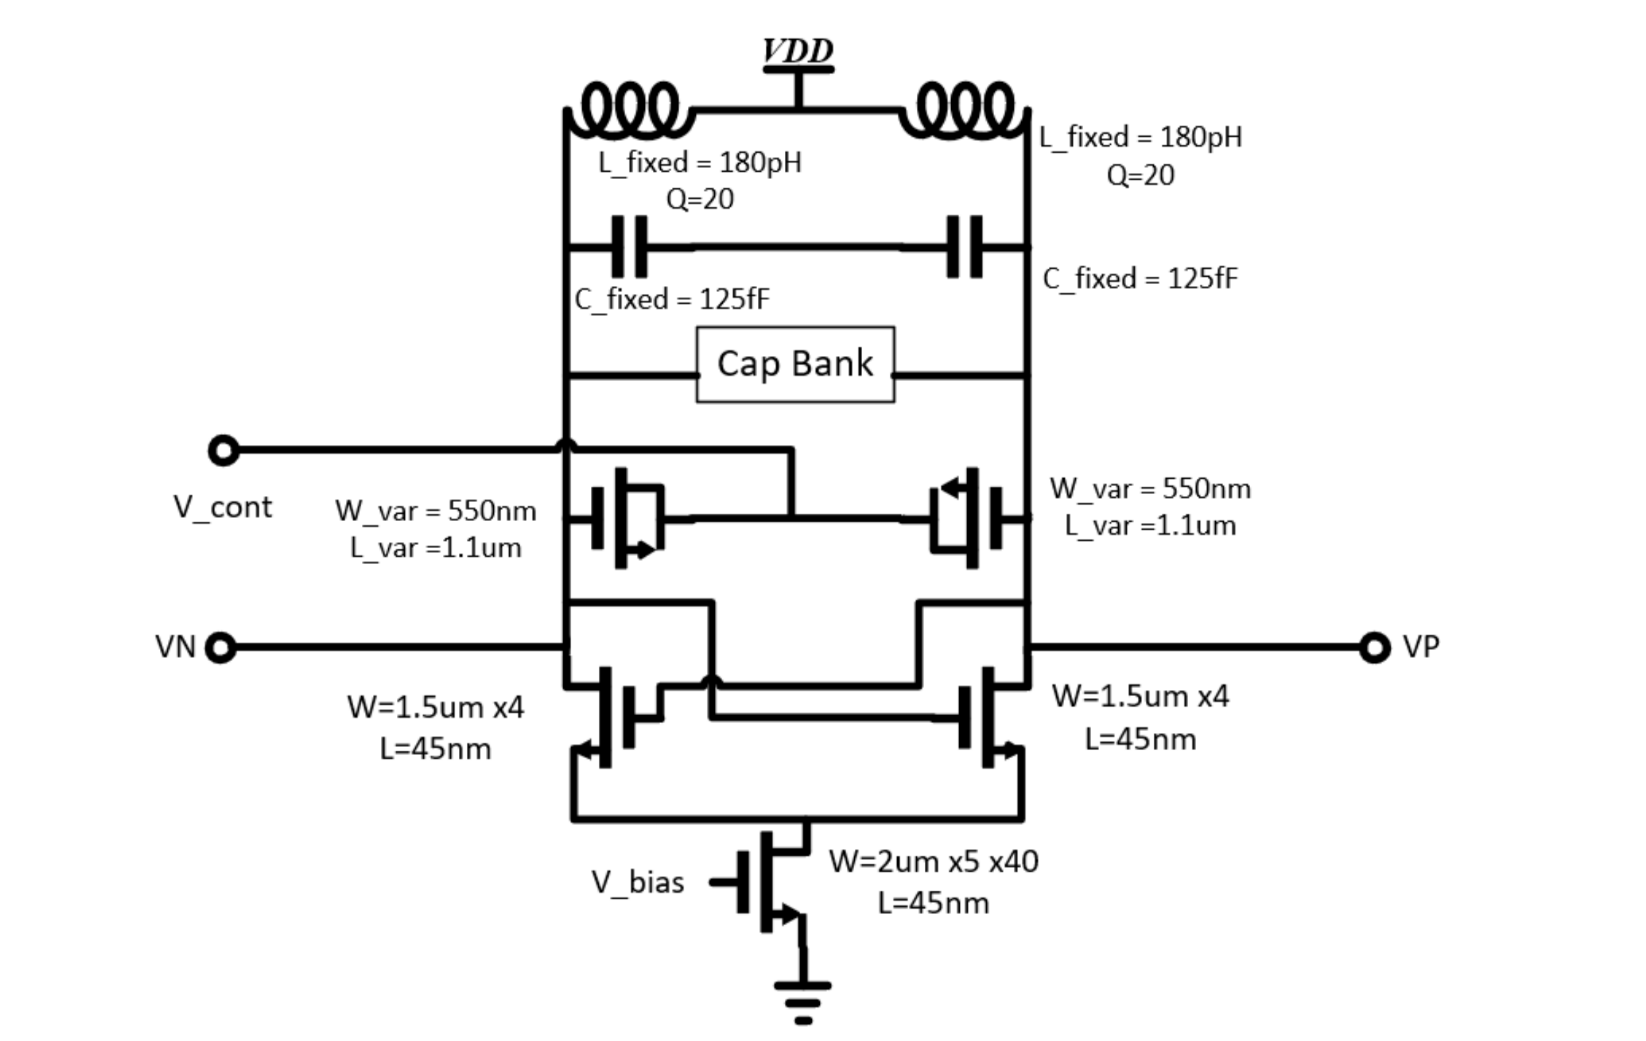 VDD
L_fixed = 180pH
Q=20
L_fixed = 180pH
Q=20
C_fixed = 125fF
C_fixed = 125fF
Cap Bank
V_cont
W_var = 550nm
L_var =1.1um
W_var = 550nm
L_var =1.1um
VN
VP
W=1.5um x4
L=45nm
W=1.5um x4
L=45nm
V_bias
W=2um x5 x40
L=45nm